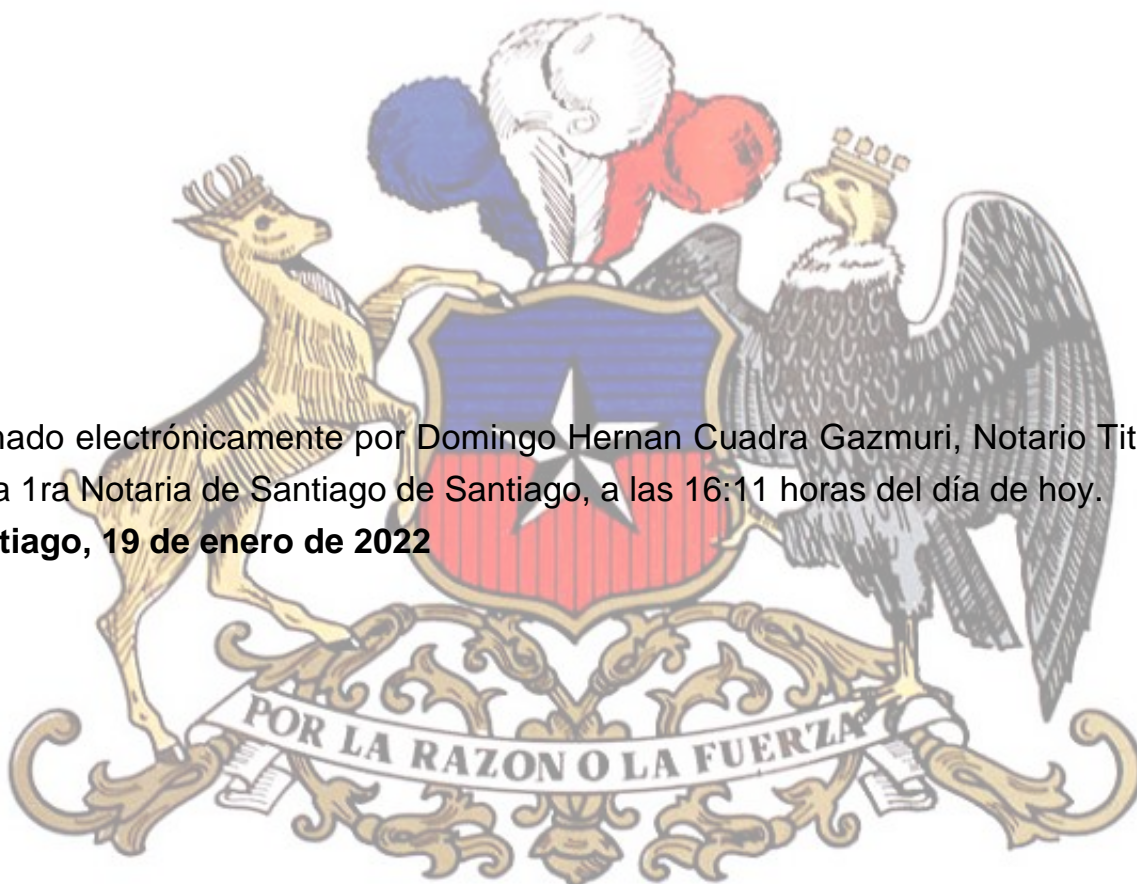 nado electrónicamente por Domingo Hernan Cuadra Gazmuri, Notario Tit
a 1ra Notaria de Santiago de Santiago, a las 16:11 horas del día de hoy.
tiago, 19 de enero de 2022
POR LA RAZON O LA FUERZA